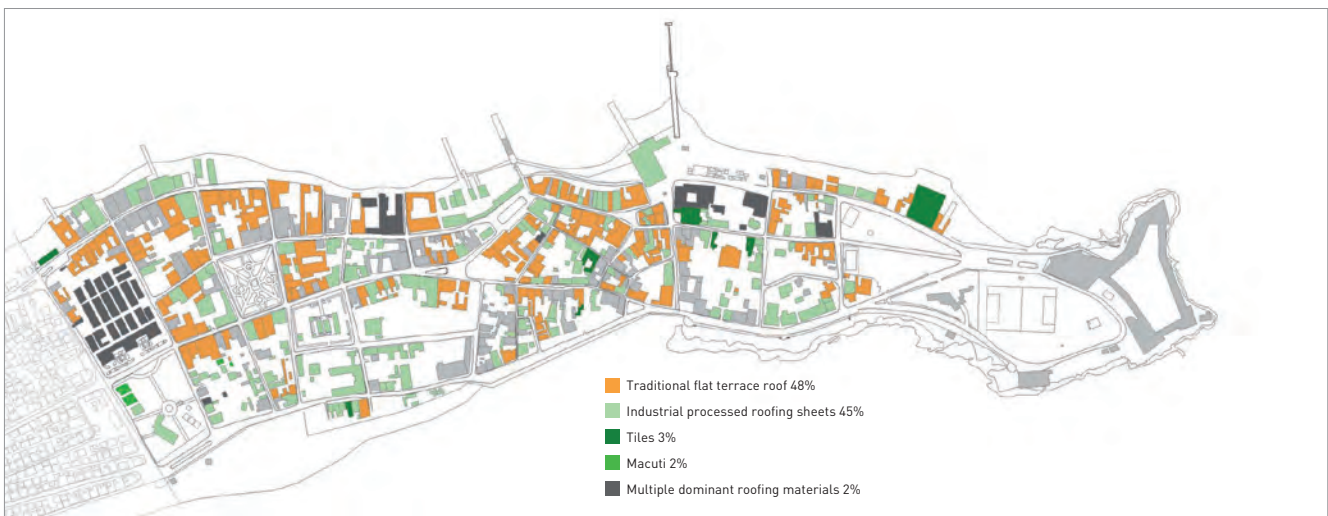 Traditional flat terrace roof 48%
Industrial processed roofing sheets 45%
Tiles 3%
Macuti 2%
Multiple dominant roofing materials 2%